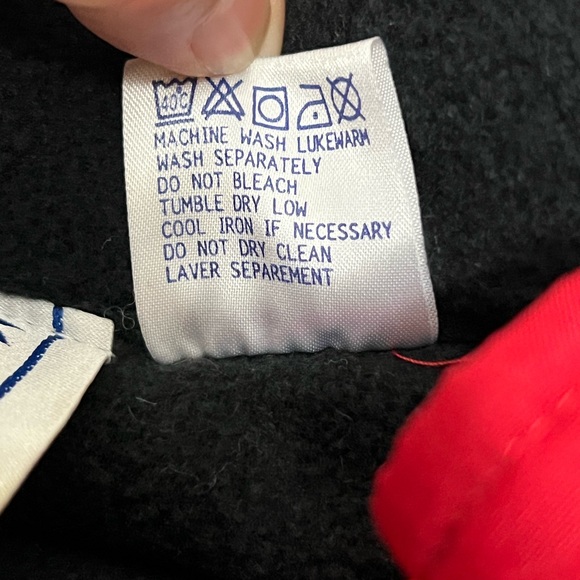 40C
MACHINE WASH LUKEWARM
WASH SEPARATELY
DO NOT BLEACH
TUMBLE DRY LOW
COOL IRON IF NECESSARY
DO NOT DRY CLEAN
LAVER SEPAREMENT